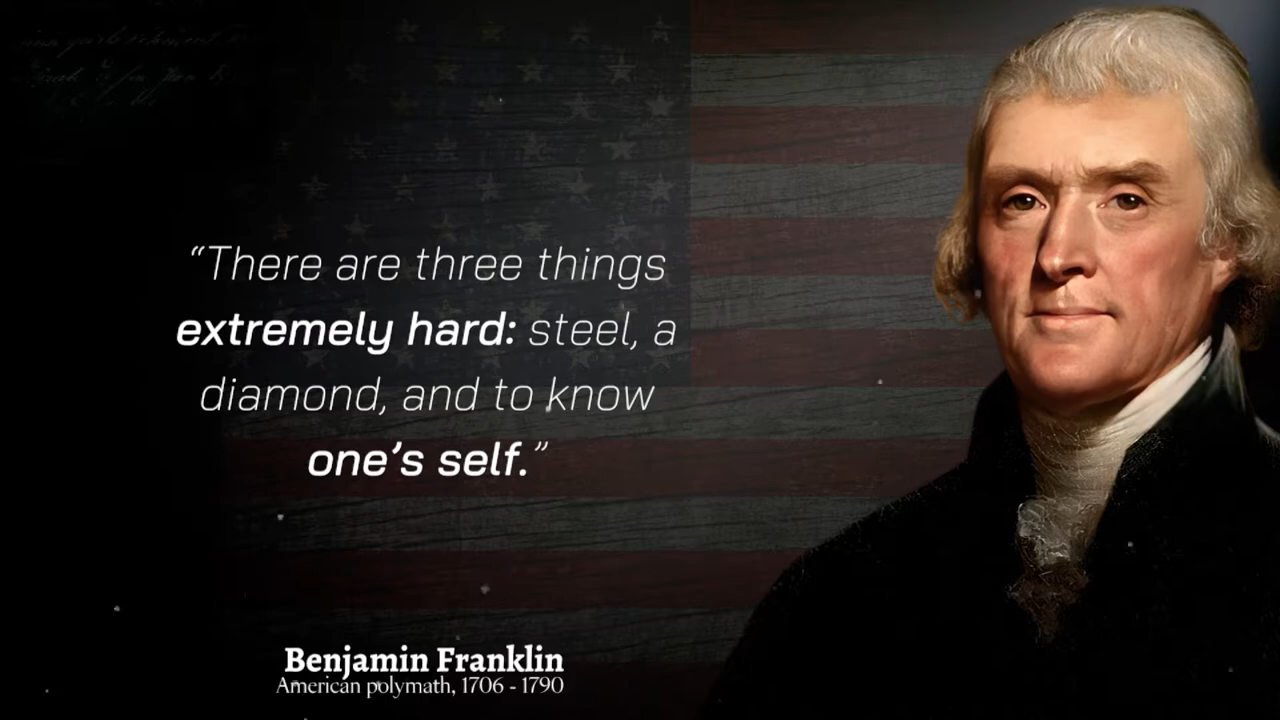 “There are three things
extremely hard: steel, a
diamond, and to know
one’s self.”
Benjamin Franklin
American polymath, 1706 - 1790